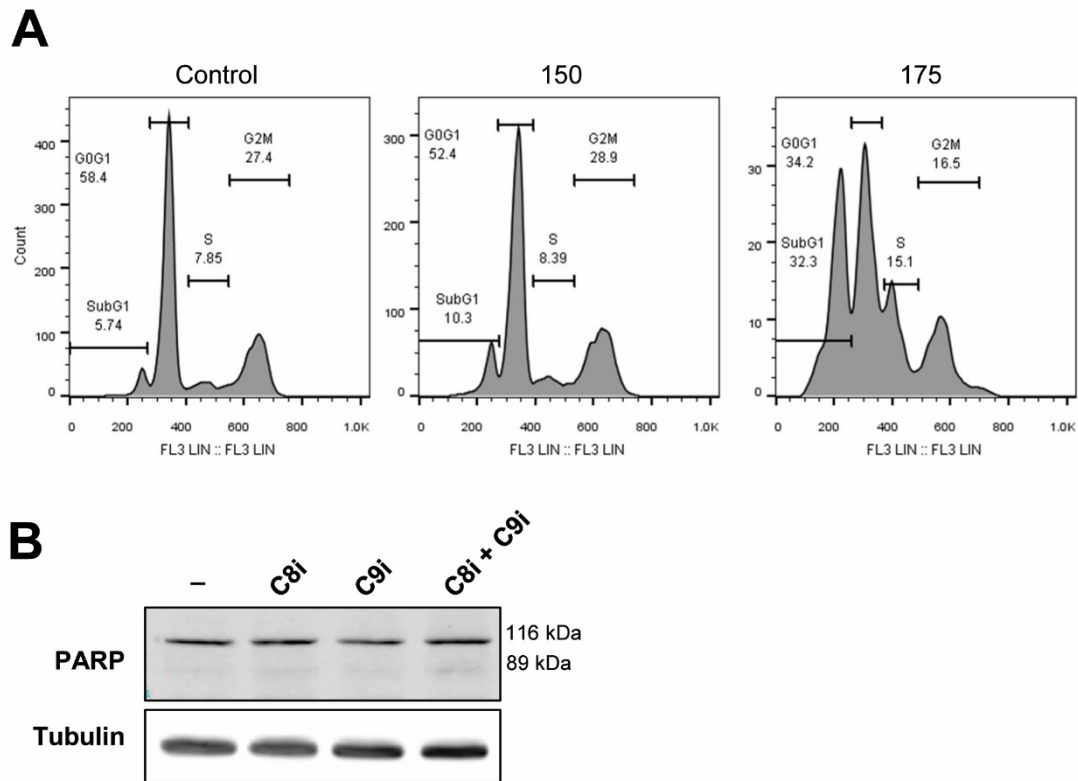 A
Control
400
300
200
100
0
Count
G0G1
58.4
G2M
27.4
S
7.85
SubG1
5.74
0 200 400 600 800 1.0K
FL3 LIN :: FL3 LIN
150
300
200
100
0
G0G1
52.4
G2M
28.9
S
8.39
SubG1
10.3
0 200 400 600 800 1.0K
FL3 LIN :: FL3 LIN
175
30
20
10
0
G0G1
34.2
G2M
16.5
SubG1
32.3
S
15.1
0 200 400 600 800 1.0K
FL3 LIN :: FL3 LIN
B
– C8i C9i C8i + C9i
PARP
116 kDa
89 kDa
Tubulin